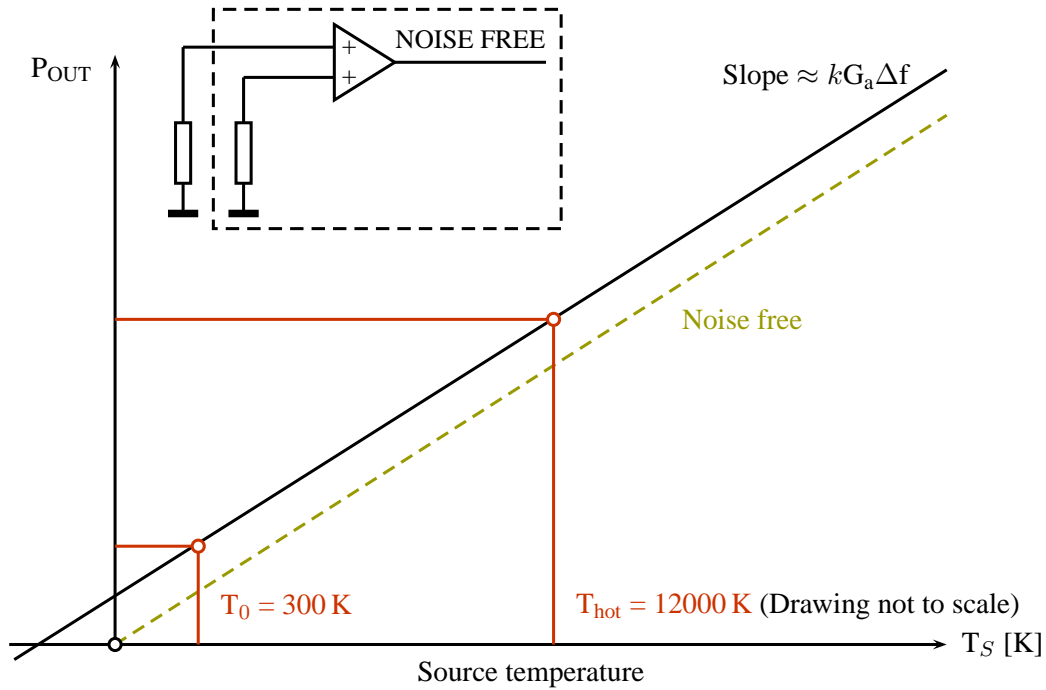 NOISE FREE
+
+
P_OUT
Slope ≈ kG_aΔf
Noise free
T_0 = 300 K
T_hot = 12000 K (Drawing not to scale)
T_S [K]
Source temperature